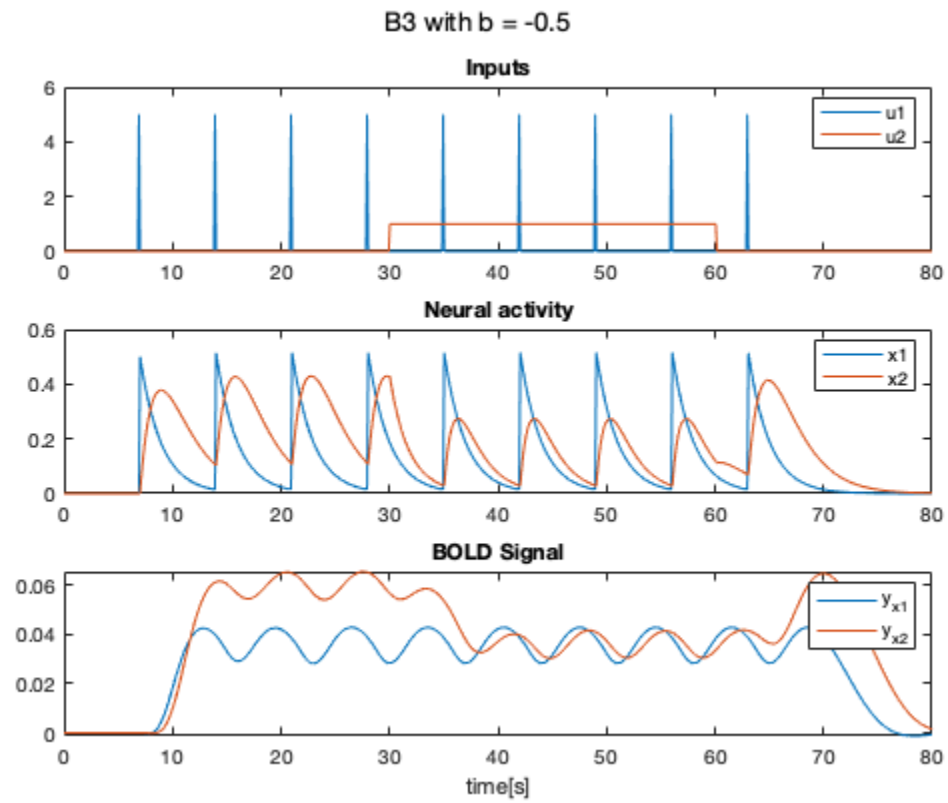 B3 with b = -0.5
Inputs
6
4
2
0
u1
u2
0 10 20 30 40 50 60 70 80
Neural activity
0.6
0.4
0.2
0
x1
x2
0 10 20 30 40 50 60 70 80
BOLD Signal
0.06
0.04
0.02
0
yx1
yx2
0 10 20 30 40 50 60 70 80
time[s]